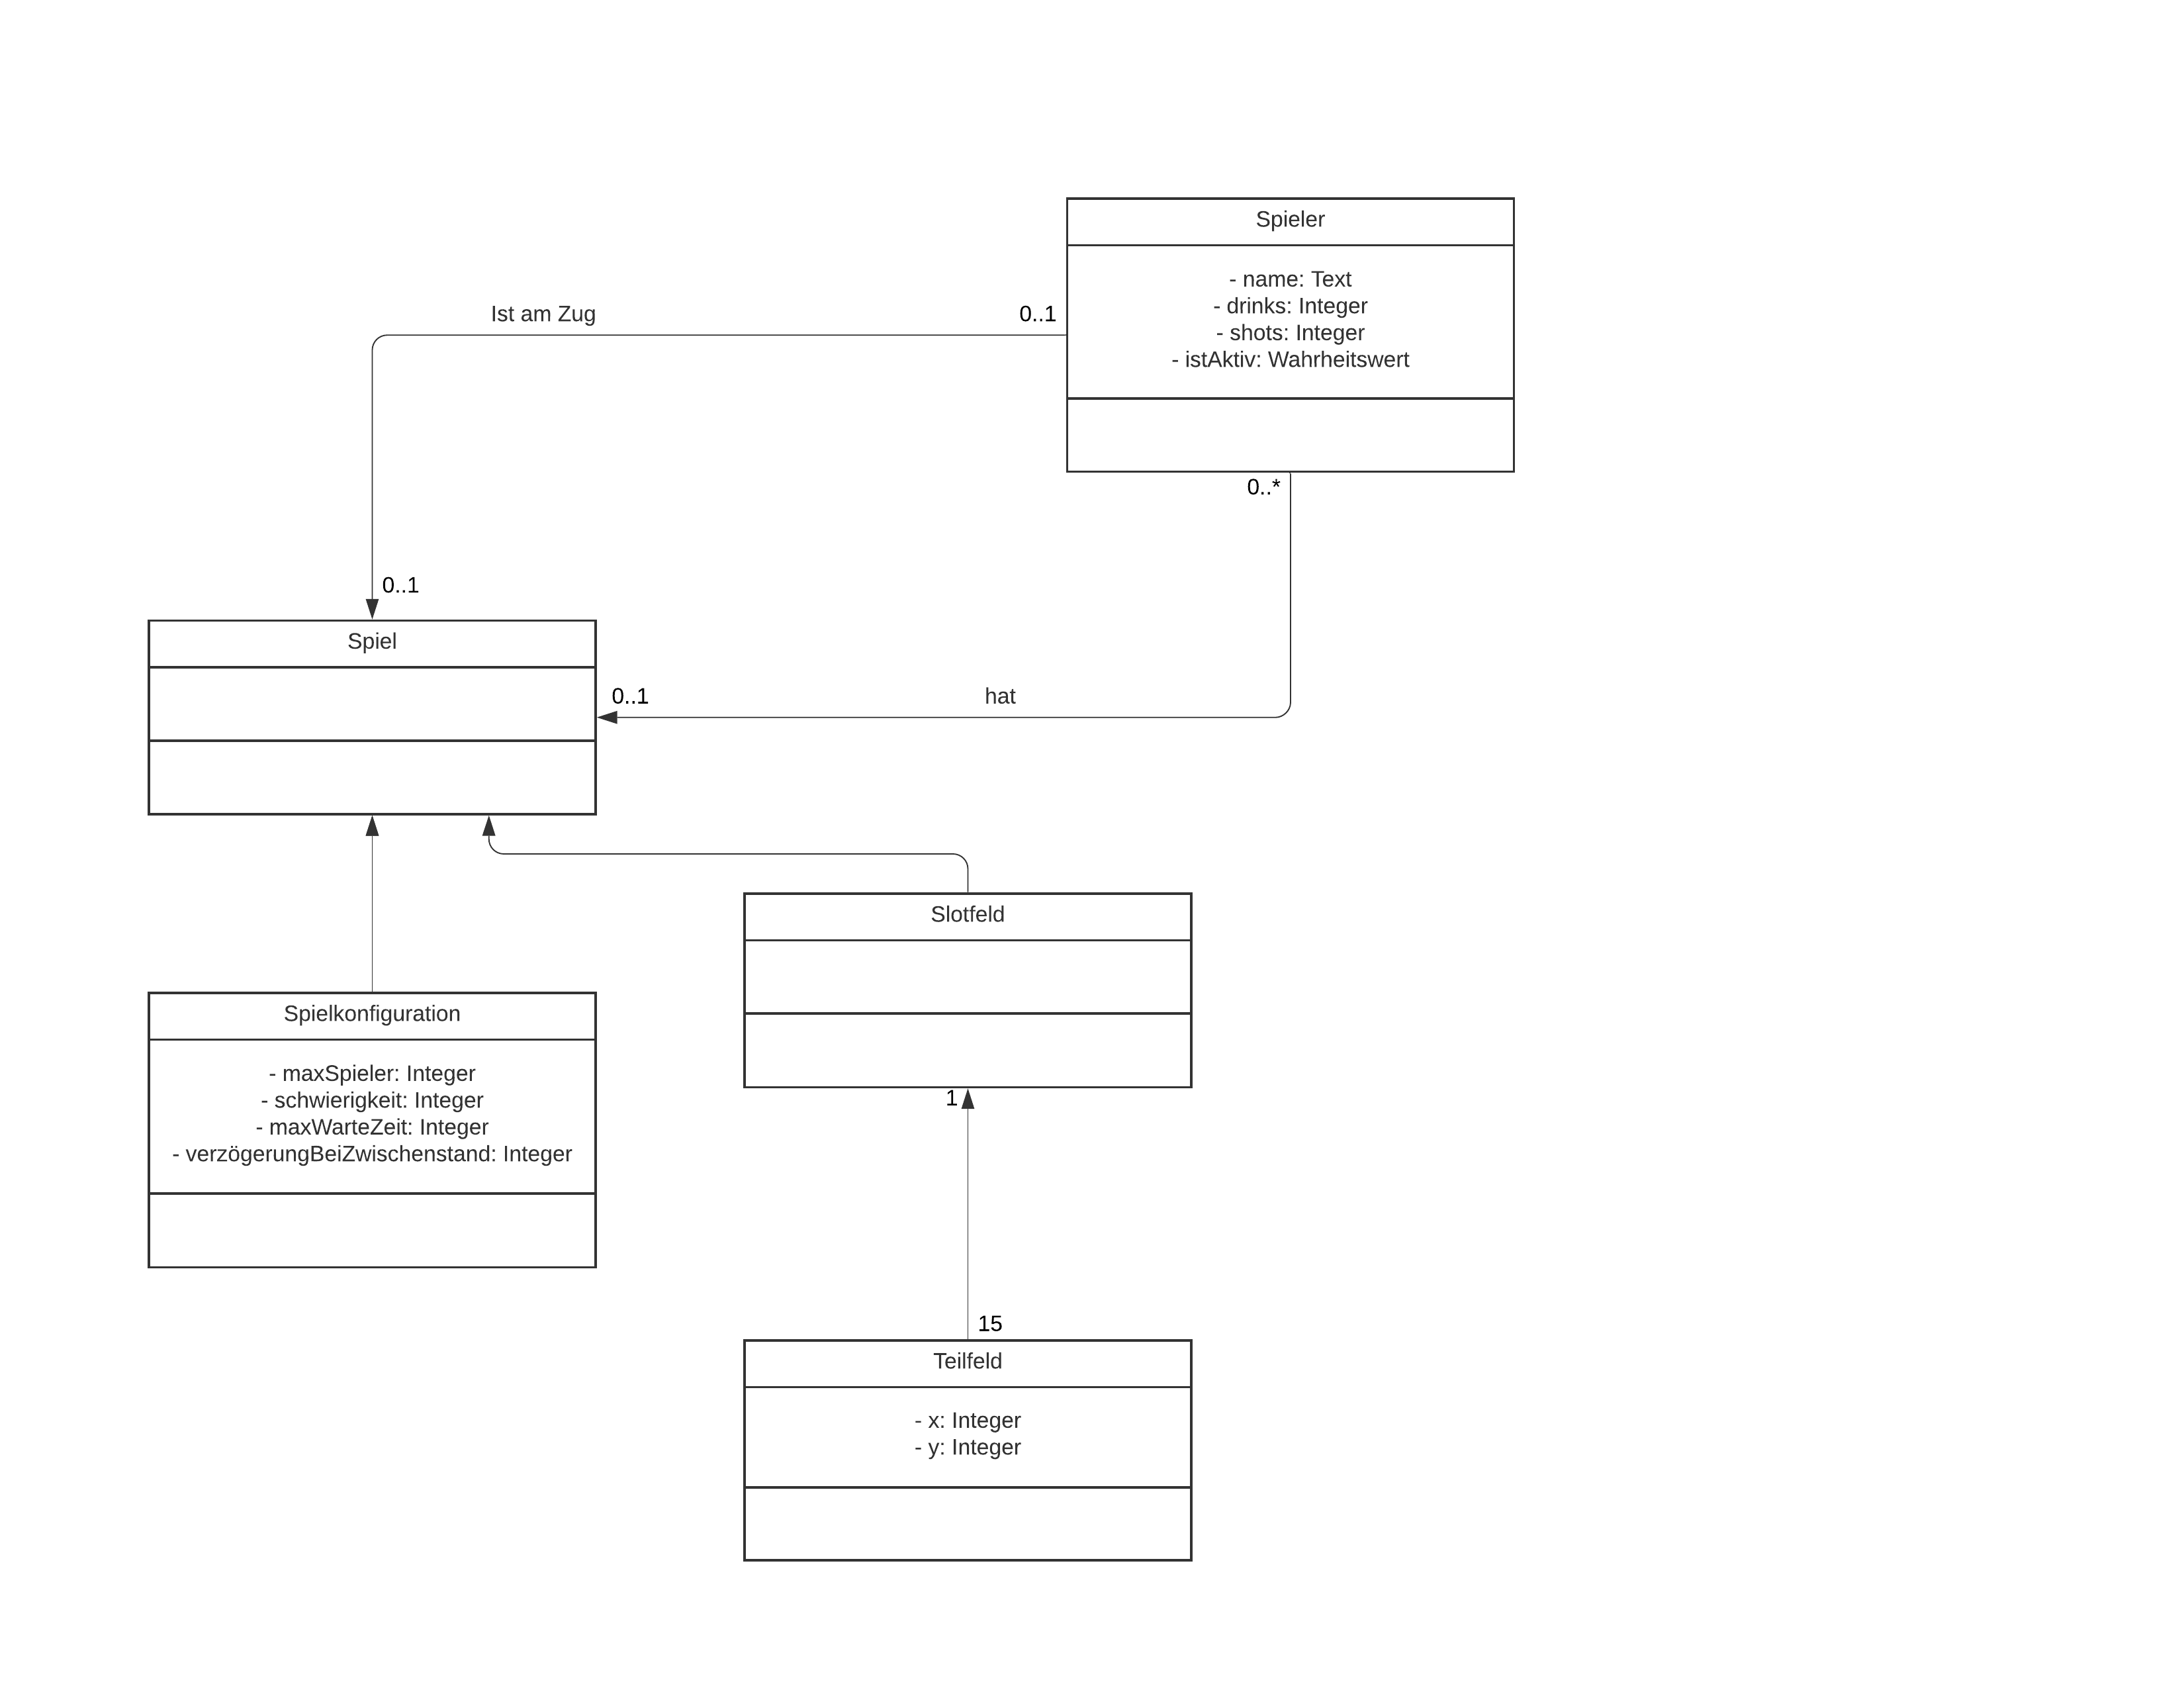 Spieler
- name: Text
- drinks: Integer
- shots: Integer
- istAktiv: Wahrheitswert
Ist am Zug
0..1
0..*
0..1
Spiel
0..1
hat
Slotfeld
Spielkonfiguration
- maxSpieler: Integer
- schwierigkeit: Integer
- maxWarteZeit: Integer
- verzögerungBeiZwischenstand: Integer
1
15
Teilfeld
- x: Integer
- y: Integer